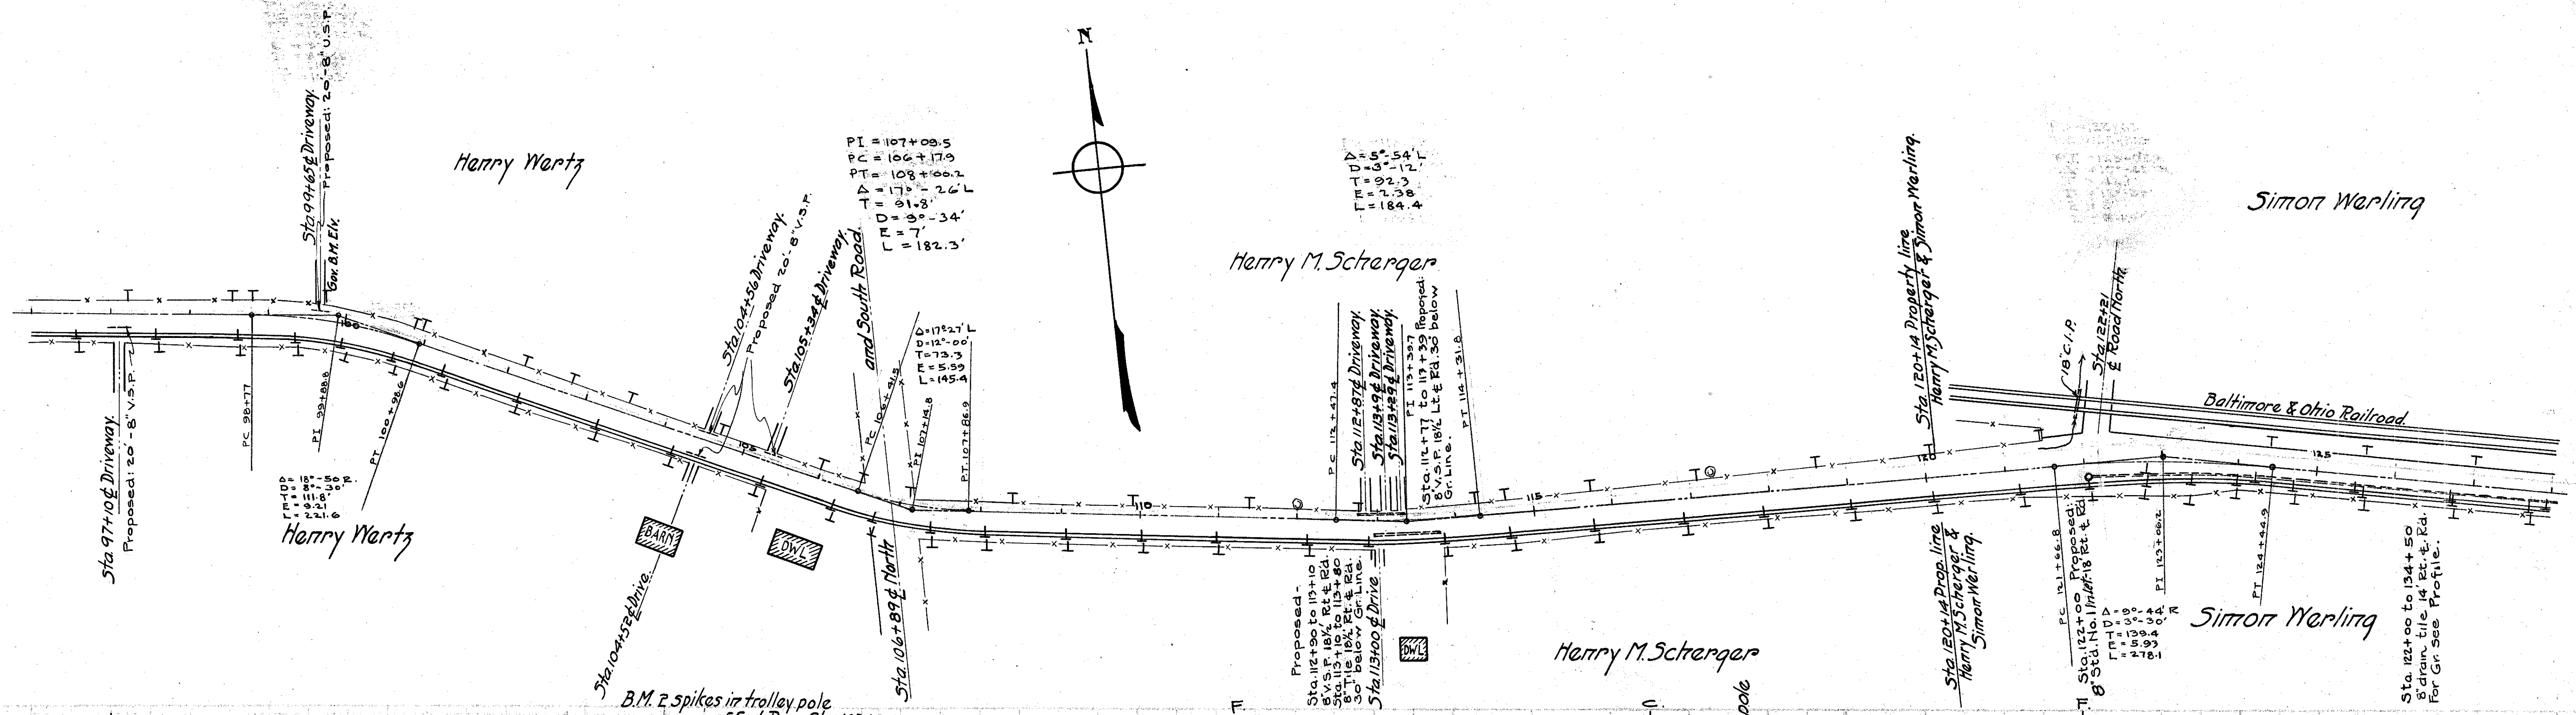 Sta. 99+65 ₵ Driveway.
Proposed: 20'-8" V.S.P.
Gov. B.M. Elv.
Henry Wertz
PI = 107+09.5
PC = 106+17.9
PT = 108+00.2
Δ = 17°-26' L
T = 91.8'
D = 9°-34'
E = 7'
L = 182.3'
N
Δ = 5°-54' L
D = 3°-12'
T = 92.3
E = 2.38
L = 184.4
Henry M. Scherger
Sta. 120+14 Property line
Henry M. Scherger & Simon Werling.
Simon Werling
Sta. 104+56 Driveway.
Proposed 20'-8" V.S.P.
Sta. 105+34 ₵ Driveway.
and South Road.
Δ = 17°27' L
D = 12°-00'
T = 73.3
E = 5.59
L = 145.4
Sta. 112+87 ₵ Driveway.
Sta. 113+9 ₵ Driveway.
Sta. 113+29 ₵ Driveway.
PI 113+39.7
Sta. 112+77 to 113+39 Proposed:
8" V.S.P. 18½' Lt. ₵ Rd. 30" below
Gr. Line.
PT 114+31.8
18" C.I.P.
Sta. 122+21
₵ Road North.
Baltimore & Ohio Railroad.
100
105
110
115
120
125
Sta. 97+10 ₵ Driveway.
Proposed: 20'-8" V.S.P.
PC 98+77
PI 99+88.8
PT 100+98.6
Δ = 18°-50' R.
D = 8°-30'
T = 111.8'
E = 9.21
L = 221.6
Henry Wertz
PC 106+41.5
PI 107+14.8
PT. 107+86.9
PC 112+47.4
BARN
DWL
Sta. 104+52 ₵ Drive.
Sta. 106+89 ₵ North
Proposed-
Sta. 112+90 to 113+10
8" V.S.P. 18½' Rt. ₵ Rd.
Sta. 113+10 to 113+80
8" Tile 18½' Rt. ₵ Rd.
30" below Gr. Line.
Sta. 113+00 ₵ Drive
DWL
Henry M. Scherger
Sta. 120+14 Prop. line
Henry M. Scherger &
Simon Werling.
PC 121+66.8
Sta. 122+00 Proposed:
8" Std. No. 1 Inlet-18' Rt. ₵ Rd.
PI 123+06.2
PT 124+44.9
Δ = 9°-44' R
D = 3°-30'
T = 139.4
E = 5.93
L = 278.1
Simon Werling
Sta. 122+00 to 134+50
8" drain tile 14' Rt. ₵ Rd.
For Gr. See Profile.
B.M. 2 spikes in trolley pole
F.
C.
pole
F.